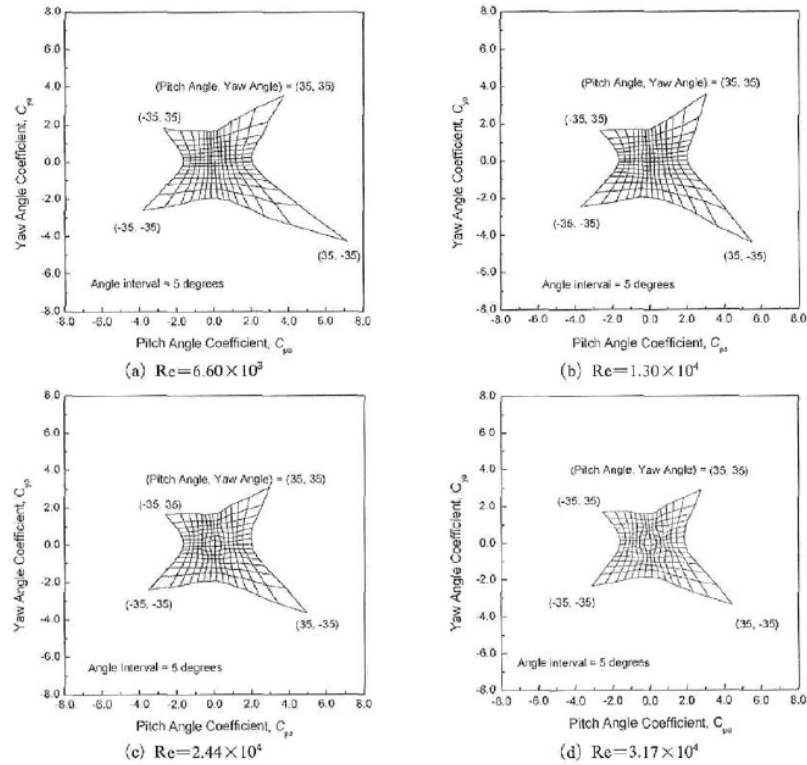 8.0
6.0
4.0
2.0
0.0
-2.0
-4.0
-6.0
-8.0
Yaw Angle Coefficient, C_ya
(Pitch Angle, Yaw Angle) = (35, 35)
(-35, 35)
(-35, -35)
(35, -35)
Angle interval = 5 degrees
-8.0 -6.0 -4.0 -2.0 0.0 2.0 4.0 6.0 8.0
Pitch Angle Coefficient, C_pa
(a) Re=6.60×10³
8.0
6.0
4.0
2.0
0.0
-2.0
-4.0
-6.0
-8.0
Yaw Angle Coefficient, C_ya
(Pitch Angle, Yaw Angle) = (35, 35)
(-35, 35)
(-35, -35)
(35, -35)
Angle interval = 5 degrees
-8.0 -6.0 -4.0 -2.0 0.0 2.0 4.0 6.0 8.0
Pitch Angle Coefficient, C_pa
(b) Re=1.30×10⁴
8.0
6.0
4.0
2.0
0.0
-2.0
-4.0
-6.0
-8.0
Yaw Angle Coefficient, C_ya
(Pitch Angle, Yaw Angle) = (35, 35)
(-35, 35)
(-35, -35)
(35, -35)
Angle Interval = 5 degrees
-8.0 -6.0 -4.0 -2.0 0.0 2.0 4.0 6.0 8.0
Pitch Angle Coefficient, C_pa
(c) Re=2.44×10⁴
8.0
6.0
4.0
2.0
0.0
-2.0
-4.0
-6.0
-8.0
Yaw Angle Coefficient, C_ya
(Pitch Angle, Yaw Angle) = (35, 35)
(-35, 35)
(-35, -35)
(35, -35)
Angle interval = 5 degrees
-8.0 -6.0 -4.0 -2.0 0.0 2.0 4.0 6.0 8.0
Pitch Angle Coefficient, C_pa
(d) Re=3.17×10⁴